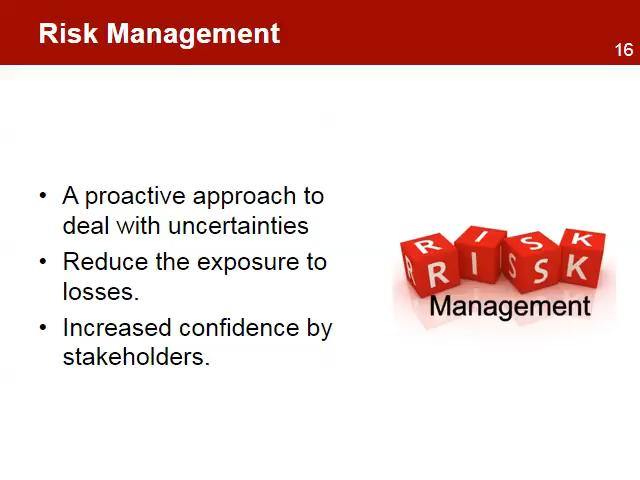 Risk Management
16
• A proactive approach to
deal with uncertainties
• Reduce the exposure to
losses.
• Increased confidence by
stakeholders.
R I S K
R R I I S S K
Management